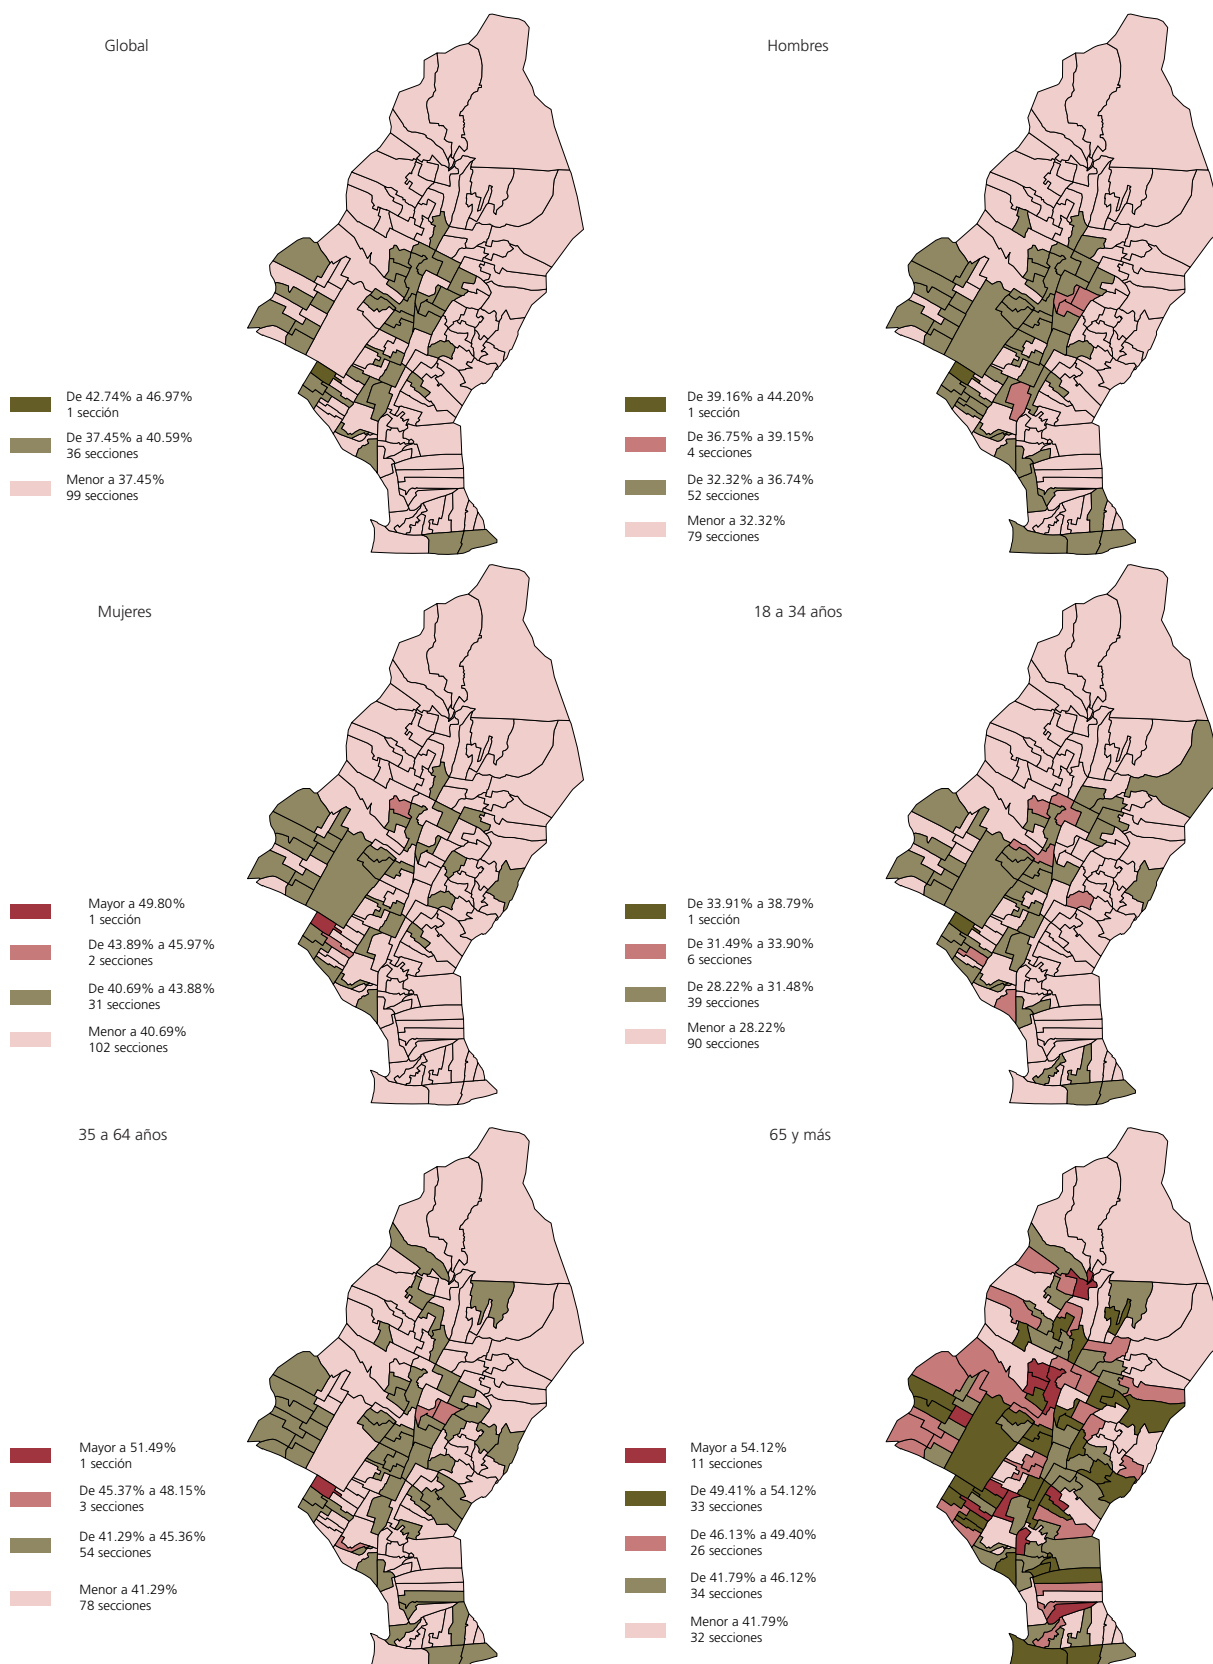 Global
De 42.74% a 46.97%
1 sección
De 37.45% a 40.59%
36 secciones
Menor a 37.45%
99 secciones
Hombres
De 39.16% a 44.20%
1 sección
De 36.75% a 39.15%
4 secciones
De 32.32% a 36.74%
52 secciones
Menor a 32.32%
79 secciones
Mujeres
Mayor a 49.80%
1 sección
De 43.89% a 45.97%
2 secciones
De 40.69% a 43.88%
31 secciones
Menor a 40.69%
102 secciones
18 a 34 años
De 33.91% a 38.79%
1 sección
De 31.49% a 33.90%
6 secciones
De 28.22% a 31.48%
39 secciones
Menor a 28.22%
90 secciones
35 a 64 años
Mayor a 51.49%
1 sección
De 45.37% a 48.15%
3 secciones
De 41.29% a 45.36%
54 secciones
Menor a 41.29%
78 secciones
65 y más
Mayor a 54.12%
11 secciones
De 49.41% a 54.12%
33 secciones
De 46.13% a 49.40%
26 secciones
De 41.79% a 46.12%
34 secciones
Menor a 41.79%
32 secciones